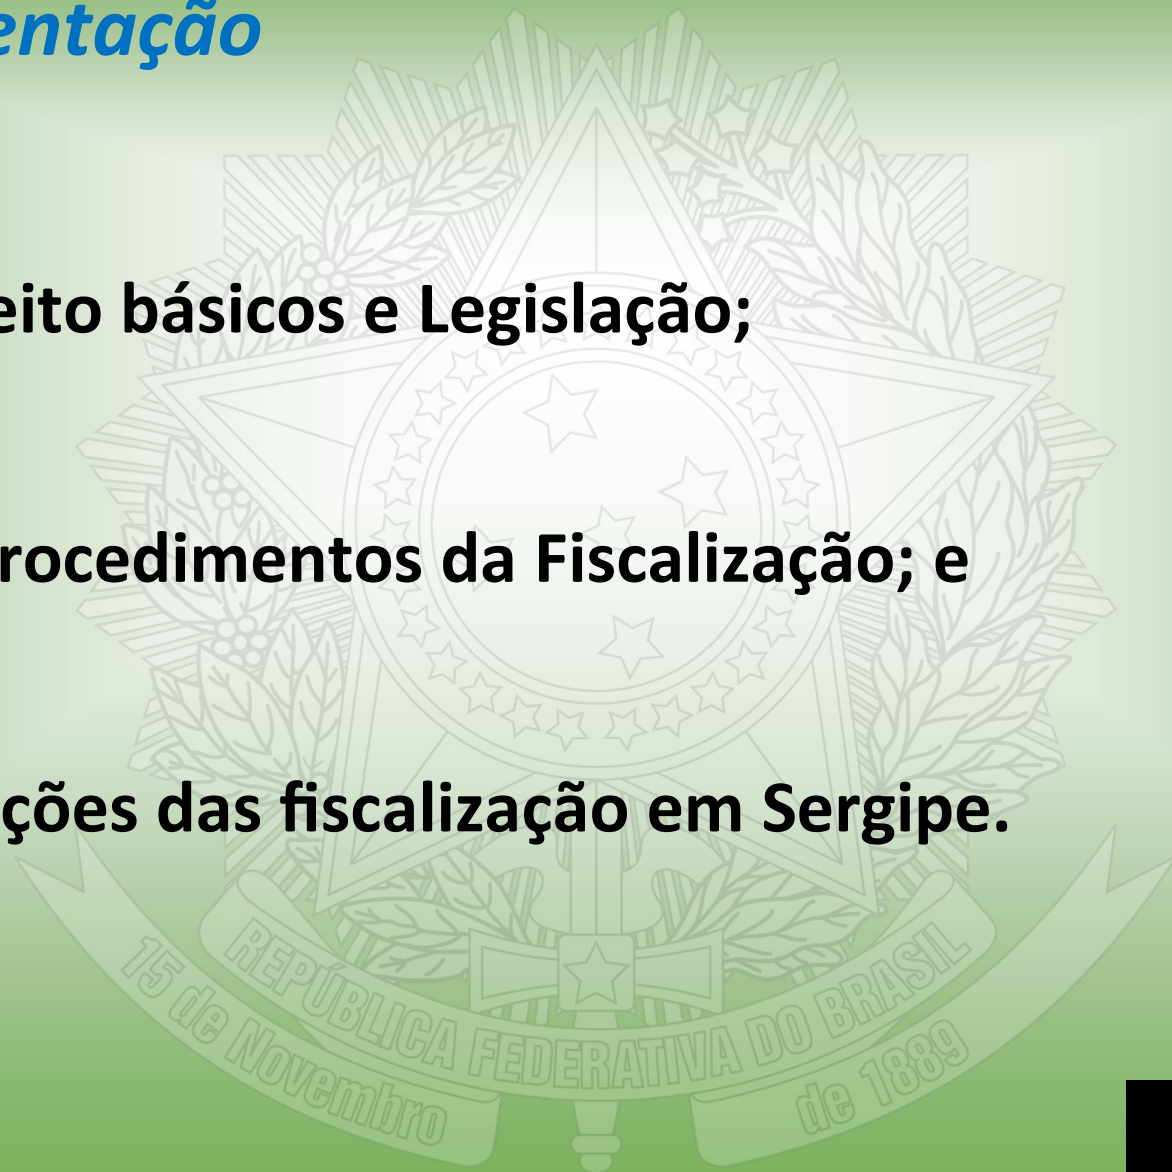 entação
eito básicos e Legislação;
rocedimentos da Fiscalização; e
ções das fiscalização em Sergipe.
REPÚBLICA FEDERATIVA DO BRASIL
15 de Novembro de 1889